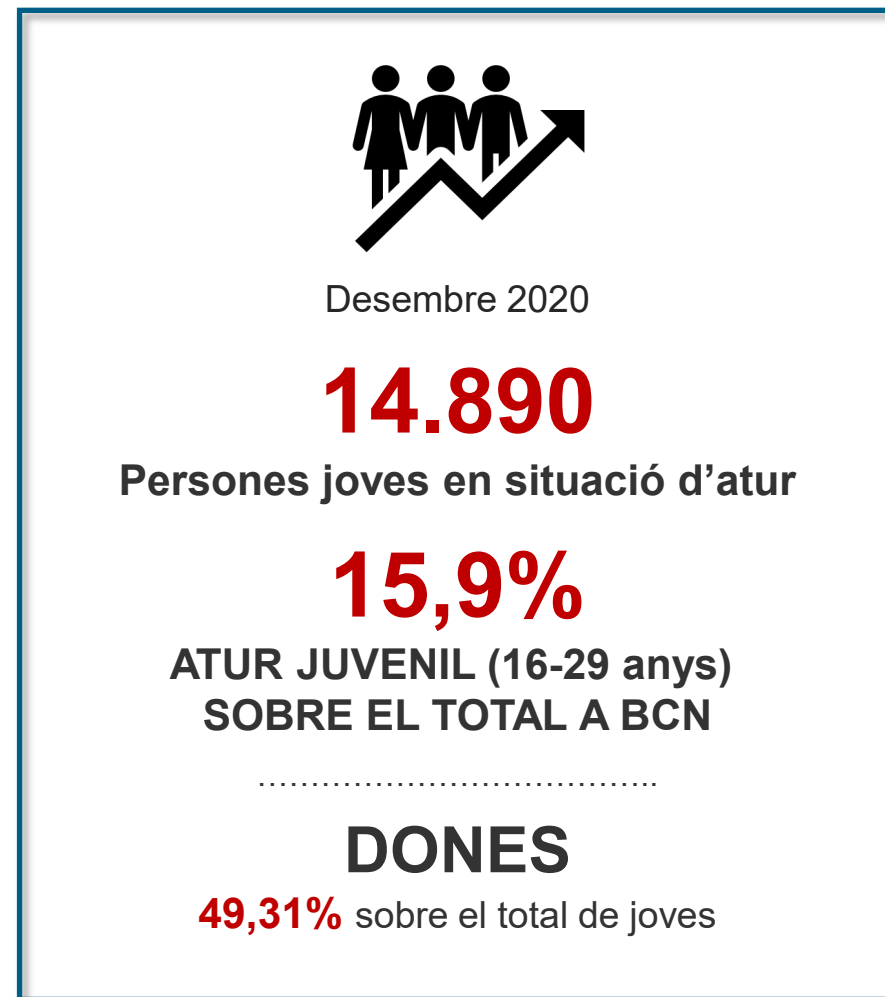 Desembre 2020
14.890
Persones joves en situació d’atur
15,9%
ATUR JUVENIL (16-29 anys)
SOBRE EL TOTAL A BCN
………………………………..
DONES
49,31% sobre el total de joves